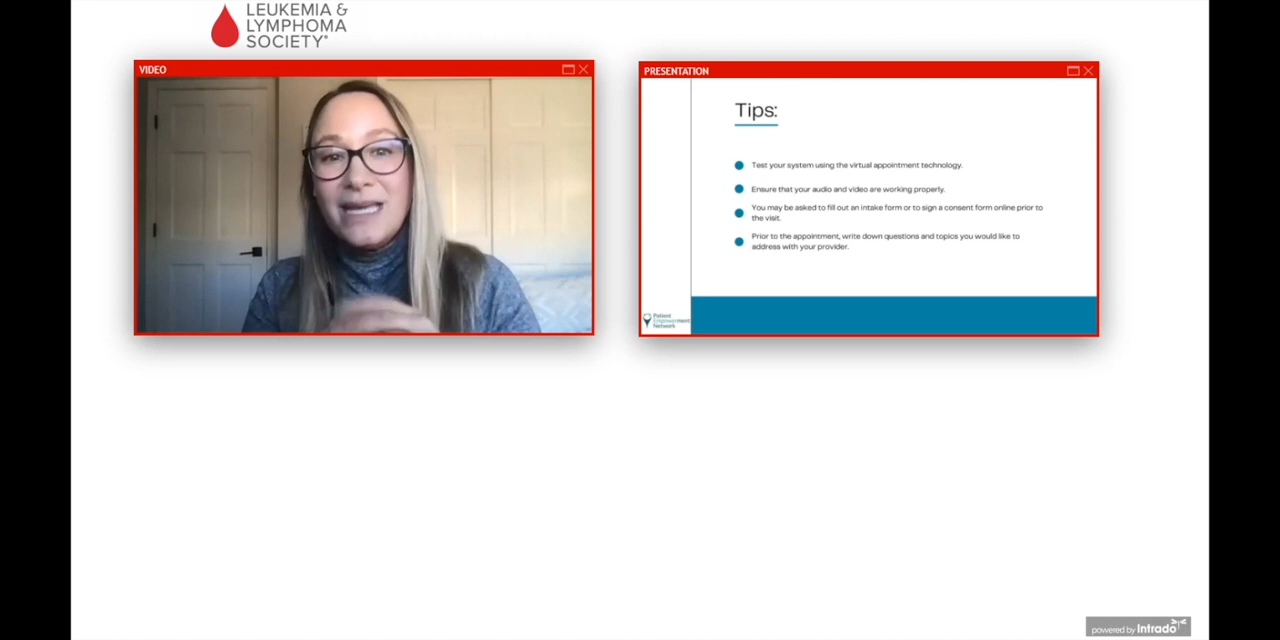 LEUKEMIA &
LYMPHOMA
SOCIETY®
VIDEO
PRESENTATION
Tips:
Test your system using the virtual appointment technology.
Ensure that your audio and video are working properly.
You may be asked to fill out an intake form or to sign a consent form online prior to
the visit.
Prior to the appointment, write down questions and topics you would like to
address with your provider.
Patient
Empowerment
Network
powered by Intrado